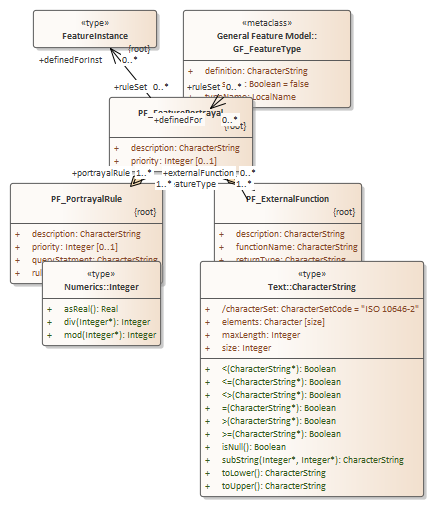 «type»
FeatureInstance
{root}
«metaclass»
General Feature Model::
GF_FeatureType
+ definition: CharacterString
: Boolean = false
: LocalName
+definedForInst 0..*
+ruleSet 0..*
+ruleSet 0..*
PF_FeaturePortrayal
+definedFor 0..*
{root}
+ description: CharacterString
+ priority: Integer [0..1]
+portrayalRule 1..*
+externalFunction 0..*
1..*
atureType 0..*
PF_PortrayalRule
{root}
+ description: CharacterString
+ priority: Integer [0..1]
+ queryStatment: CharacterString
+ rul
PF_ExternalFunction
{root}
+ description: CharacterString
+ functionName: CharacterString
+ returnType: CharacterString
«type»
Numerics::Integer
+ asReal(): Real
+ div(Integer*): Integer
+ mod(Integer*): Integer
«type»
Text::CharacterString
+ /characterSet: CharacterSetCode = "ISO 10646-2"
+ elements: Character [size]
+ maxLength: Integer
+ size: Integer
+ <(CharacterString*): Boolean
+ <=(CharacterString*): Boolean
+ <>(CharacterString*): Boolean
+ =(CharacterString*): Boolean
+ >(CharacterString*): Boolean
+ >=(CharacterString*): Boolean
+ isNull(): Boolean
+ subString(Integer*, Integer*): CharacterString
+ toLower(): CharacterString
+ toUpper(): CharacterString